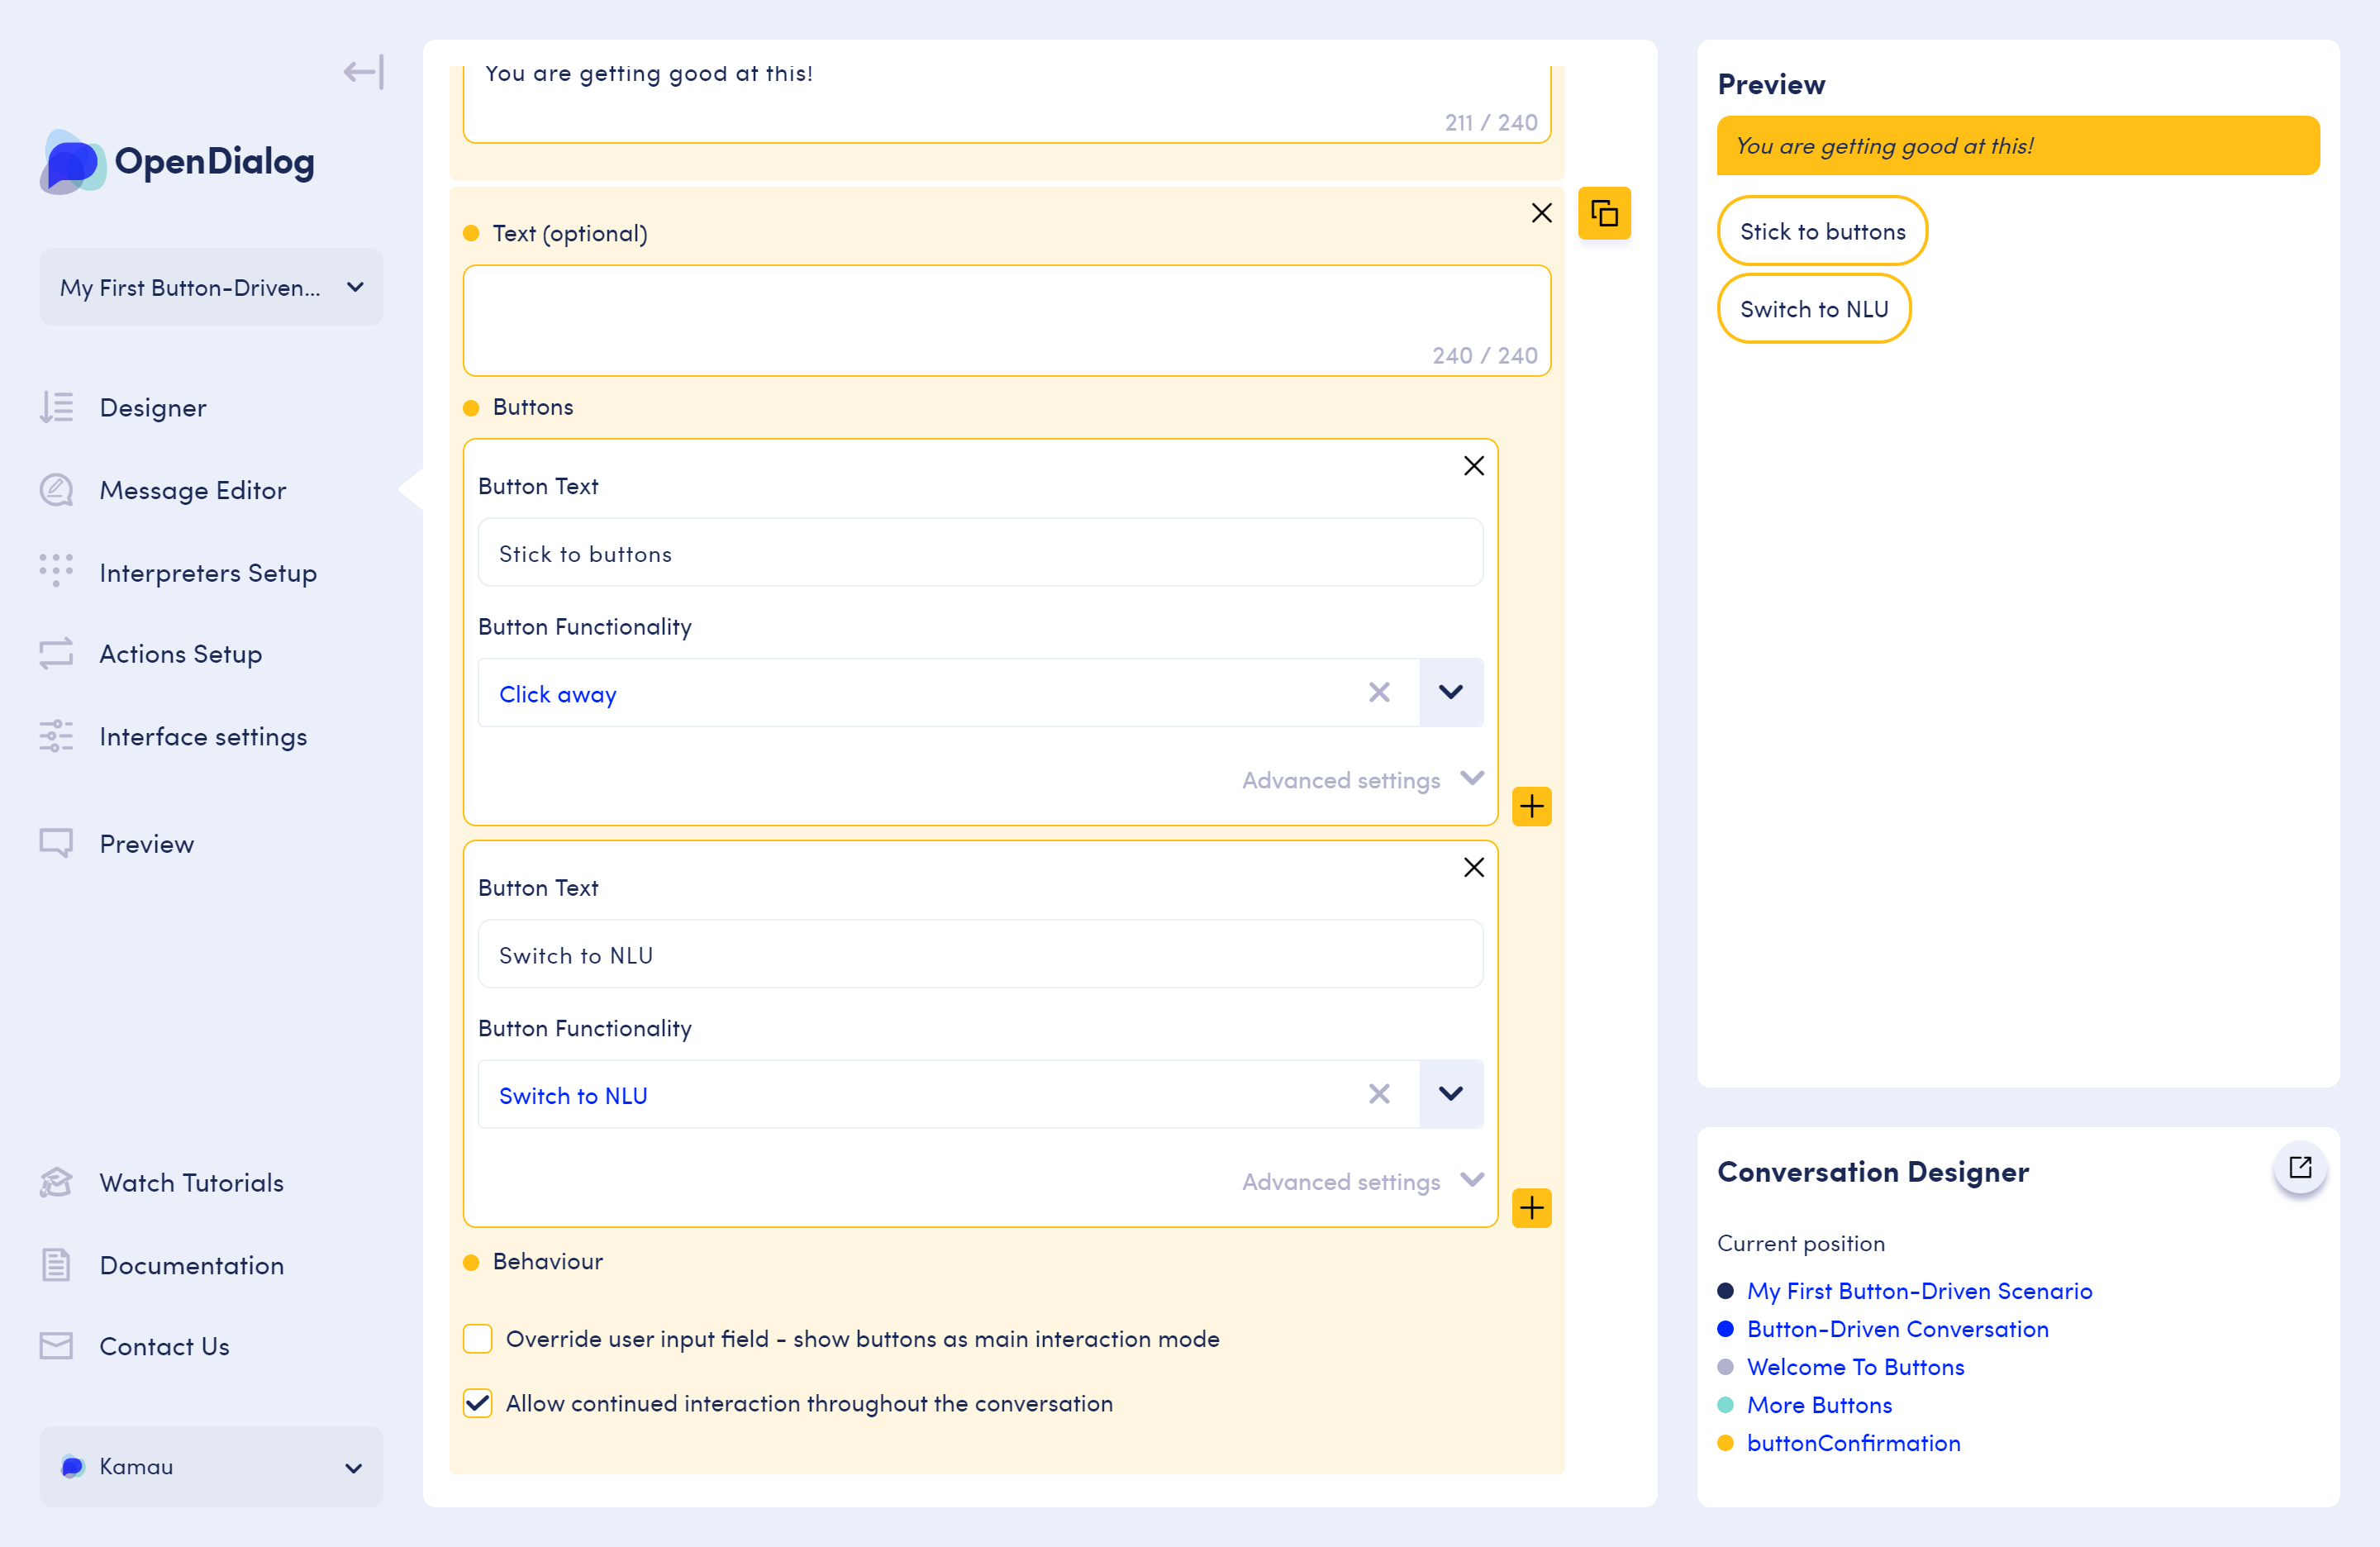 OpenDialog
My First Button-Driven...
Designer
Message Editor
Interpreters Setup
Actions Setup
Interface settings
Preview
Watch Tutorials
Documentation
Contact Us
Kamau
You are getting good at this!
211 / 240
Text (optional)
240 / 240
Buttons
Button Text
Stick to buttons
Button Functionality
Click away
Advanced settings
Button Text
Switch to NLU
Button Functionality
Switch to NLU
Advanced settings
Behaviour
Override user input field - show buttons as main interaction mode
Allow continued interaction throughout the conversation
Preview
You are getting good at this!
Stick to buttons
Switch to NLU
Conversation Designer
Current position
My First Button-Driven Scenario
Button-Driven Conversation
Welcome To Buttons
More Buttons
buttonConfirmation